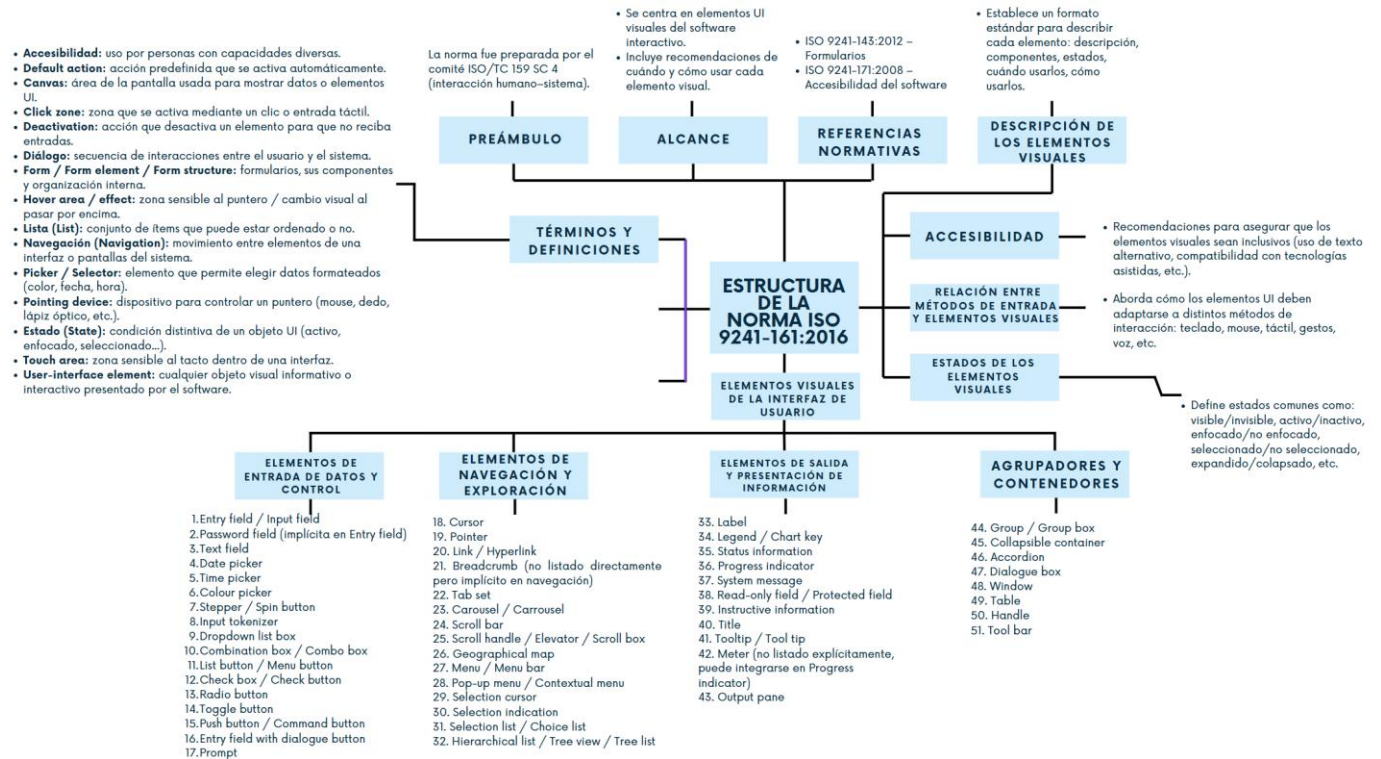 • Accesibilidad: uso por personas con capacidades diversas.
• Default action: acción predefinida que se activa automáticamente.
• Canvas: área de la pantalla usada para mostrar datos o elementos
UI.
• Click zone: zona que se activa mediante un clic o entrada táctil.
• Deactivation: acción que desactiva un elemento para que no reciba
entradas.
• Diálogo: secuencia de interacciones entre el usuario y el sistema.
• Form / Form element / Form structure: formularios, sus componentes
y organización interna.
• Hover area / effect: zona sensible al puntero / cambio visual al
pasar por encima.
• Lista (List): conjunto de ítems que puede estar ordenado o no.
• Navegación (Navigation): movimiento entre elementos de una
interfaz o pantallas del sistema.
• Picker / Selector: elemento que permite elegir datos formateados
(color, fecha, hora).
• Pointing device: dispositivo para controlar un puntero (mouse, dedo,
lápiz óptico, etc.).
• Estado (State): condición distintiva de un objeto UI (activo,
enfocado, seleccionado...).
• Touch area: zona sensible al tacto dentro de una interfaz.
• User-interface element: cualquier objeto visual informativo o
interactivo presentado por el software.
La norma fue preparada por el
comité ISO/TC 159 SC 4
(interacción humano–sistema).
PREÁMBULO
• Se centra en elementos UI
visuales del software
interactivo.
• Incluye recomendaciones de
cuándo y cómo usar cada
elemento visual.
ALCANCE
• ISO 9241-143:2012 –
Formularios
• ISO 9241-171:2008 –
Accesibilidad del software
REFERENCIAS
NORMATIVAS
• Establece un formato
estándar para describir
cada elemento: descripción,
componentes, estados,
cuándo usarlos, cómo
usarlos.
DESCRIPCIÓN DE
LOS ELEMENTOS
VISUALES
TÉRMINOS Y
DEFINICIONES
ESTRUCTURA
DE LA
NORMA ISO
9241-161:2016
ACCESIBILIDAD
• Recomendaciones para asegurar que los
elementos visuales sean inclusivos (uso de texto
alternativo, compatibilidad con tecnologías
asistidas, etc.).
RELACIÓN ENTRE
MÉTODOS DE ENTRADA
Y ELEMENTOS VISUALES
• Aborda cómo los elementos UI deben
adaptarse a distintos métodos de
interacción: teclado, mouse, táctil, gestos,
voz, etc.
ESTADOS DE LOS
ELEMENTOS
VISUALES
• Define estados comunes como:
visible/invisible, activo/inactivo,
enfocado/no enfocado,
seleccionado/no seleccionado,
expandido/colapsado, etc.
ELEMENTOS VISUALES
DE LA INTERFAZ DE
USUARIO
ELEMENTOS DE
ENTRADA DE DATOS Y
CONTROL
1. Entry field / Input field
2. Password field (implícita en Entry field)
3. Text field
4. Date picker
5. Time picker
6. Colour picker
7. Stepper / Spin button
8. Input tokenizer
9. Dropdown list box
10. Combination box / Combo box
11. List button / Menu button
12. Check box / Check button
13. Radio button
14. Toggle button
15. Push button / Command button
16. Entry field with dialogue button
17. Prompt
ELEMENTOS DE
NAVEGACIÓN Y
EXPLORACIÓN
18. Cursor
19. Pointer
20. Link / Hyperlink
21. Breadcrumb (no listado directamente
pero implícito en navegación)
22. Tab set
23. Carousel / Carrousel
24. Scroll bar
25. Scroll handle / Elevator / Scroll box
26. Geographical map
27. Menu / Menu bar
28. Pop-up menu / Contextual menu
29. Selection cursor
30. Selection indication
31. Selection list / Choice list
32. Hierarchical list / Tree view / Tree list
ELEMENTOS DE SALIDA
Y PRESENTACIÓN DE
INFORMACIÓN
33. Label
34. Legend / Chart key
35. Status information
36. Progress indicator
37. System message
38. Read-only field / Protected field
39. Instructive information
40. Title
41. Tooltip / Tool tip
42. Meter (no listado explícitamente,
puede integrarse en Progress
indicator)
43. Output pane
AGRUPADORES Y
CONTENEDORES
44. Group / Group box
45. Collapsible container
46. Accordion
47. Dialogue box
48. Window
49. Table
50. Handle
51. Tool bar